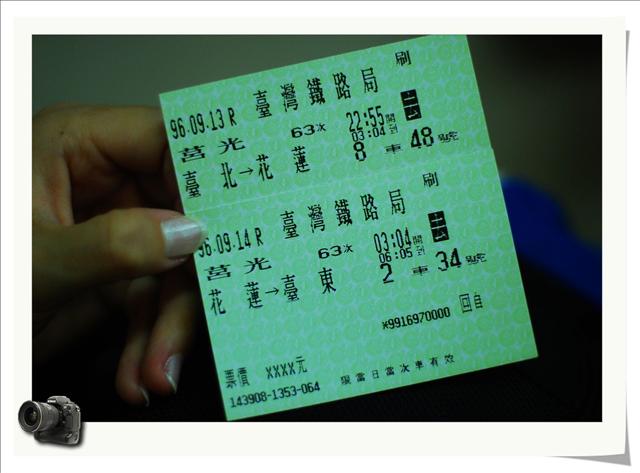 刷
96.09.13 R 臺灣鐵路局
莒光 63次 22:55開
03:04到
臺北→花蓮 8車48號
刷
96.09.14 R 臺灣鐵路局
莒光 63次 03:04開
06:05到
花蓮→臺東 2車34號
*9916970000 回自
票價 XXXX元
143908-1353-064 限當日當次車有效